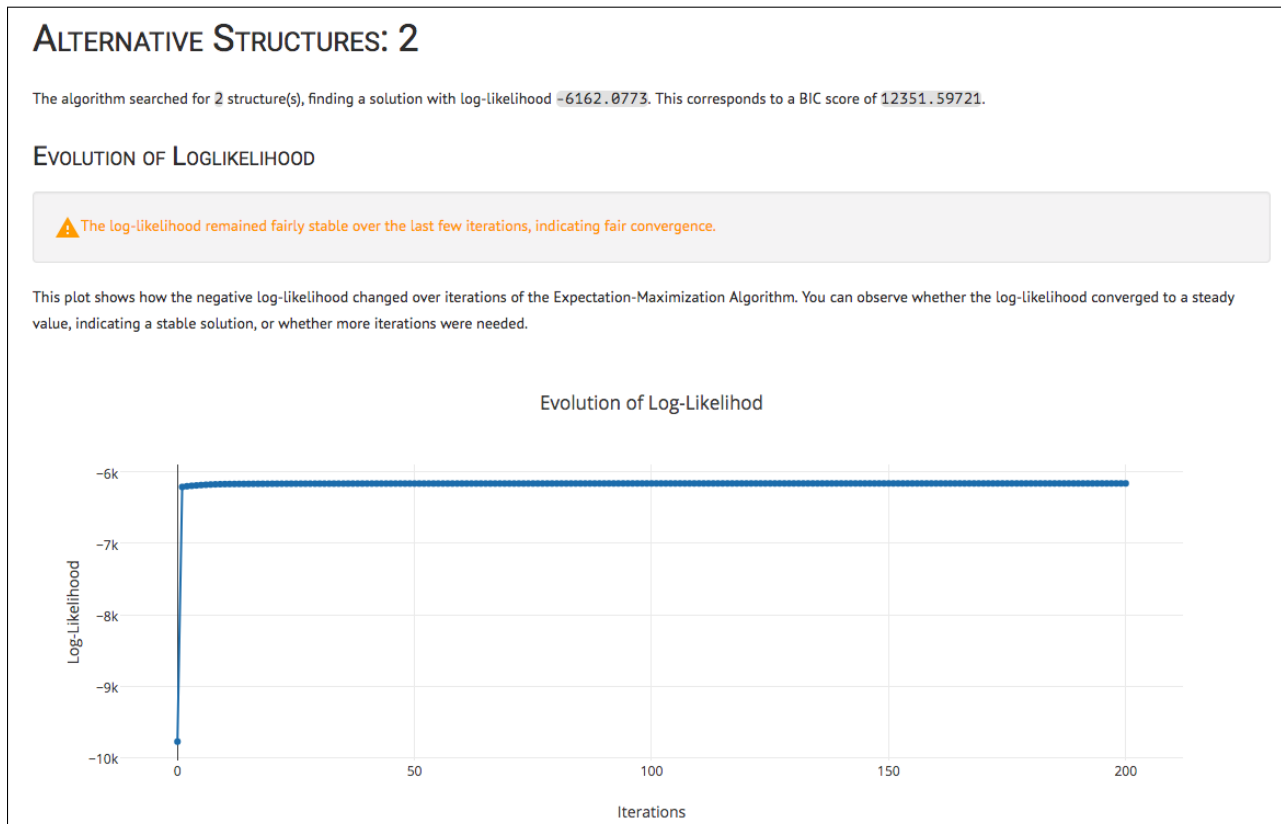 ALTERNATIVE STRUCTURES: 2
The algorithm searched for 2 structure(s), finding a solution with log-likelihood -6162.0773. This corresponds to a BIC score of 12351.59721.
EVOLUTION OF LOGLIKELIHOOD
The log-likelihood remained fairly stable over the last few iterations, indicating fair convergence.
This plot shows how the negative log-likelihood changed over iterations of the Expectation-Maximization Algorithm. You can observe whether the log-likelihood converged to a steady
value, indicating a stable solution, or whether more iterations were needed.
Evolution of Log-Likelihod
−6k
−7k
−8k
−9k
−10k
Log-Likelihood
0 50 100 150 200
Iterations